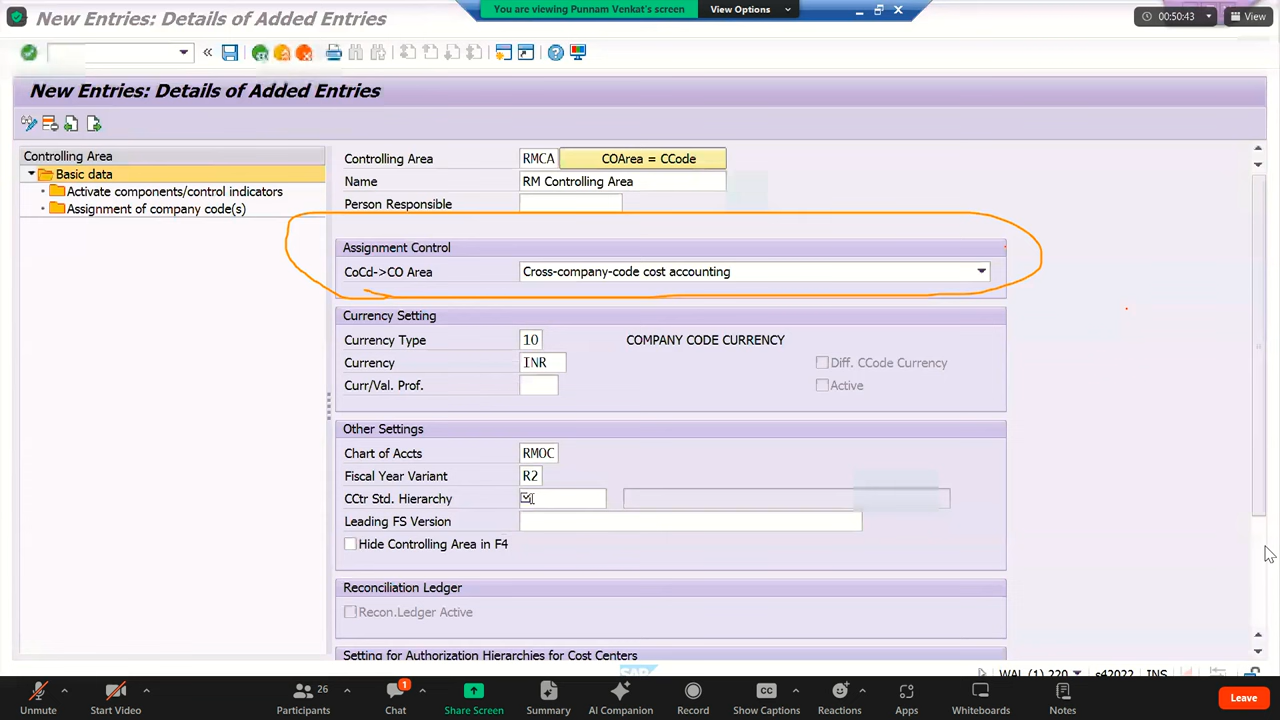 You are viewing Punnam Venkat's screen View Options
New Entries: Details of Added Entries
00:50:43 View
New Entries: Details of Added Entries
Controlling Area
Basic data
Activate components/control indicators
Assignment of company code(s)
Controlling Area RMCA COArea = CCode
Name RM Controlling Area
Person Responsible
Assignment Control
CoCd->CO Area Cross-company-code cost accounting
Currency Setting
Currency Type 10 COMPANY CODE CURRENCY
Currency INR Diff. CCode Currency
Curr/Val. Prof. Active
Other Settings
Chart of Accts RMOC
Fiscal Year Variant R2
CCtr Std. Hierarchy
Leading FS Version
Hide Controlling Area in F4
Reconciliation Ledger
Recon.Ledger Active
Setting for Authorization Hierarchies for Cost Centers
SAP WAL (1) 220 s42022 INS
Unmute Start Video 26 Participants 1 Chat Share Screen Summary AI Companion Record CC Show Captions Reactions Apps Whiteboards Notes Leave